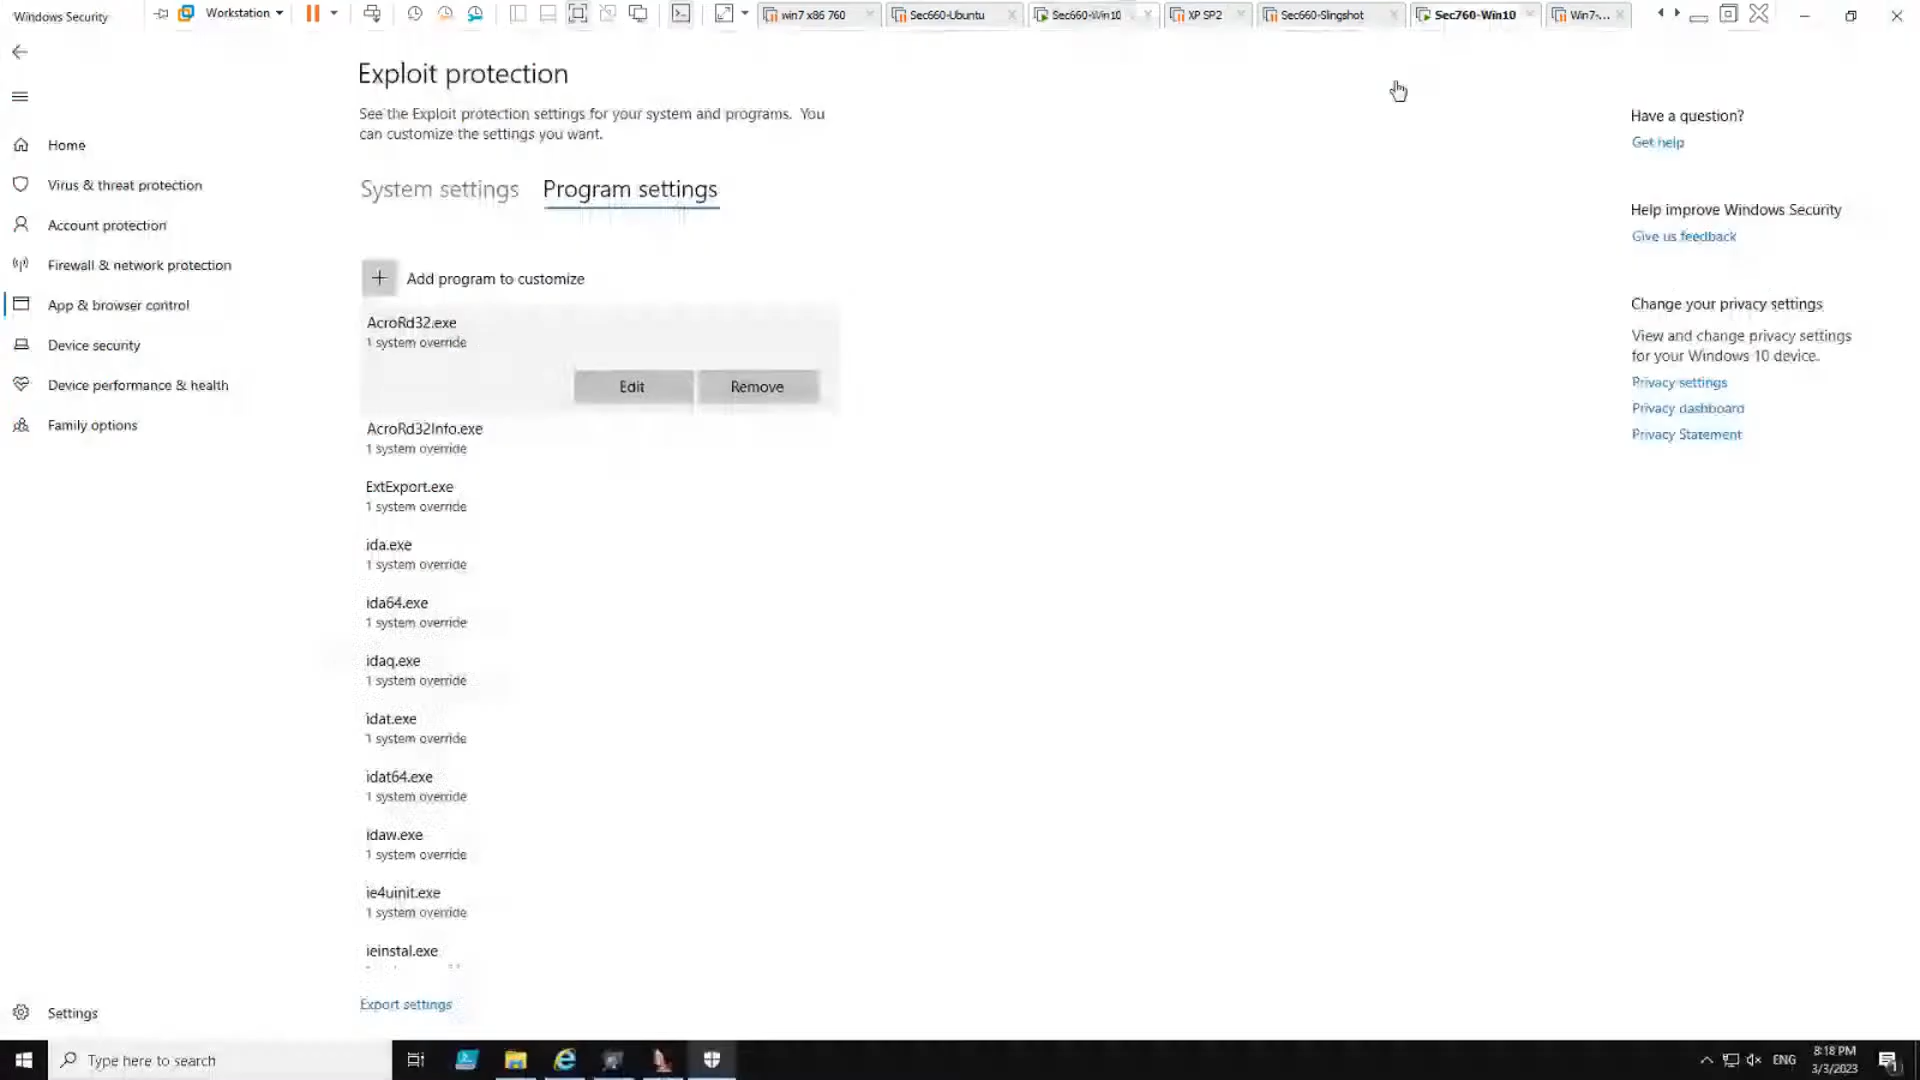 Windows Security
Workstation
win7 x86 760
Sec660-Ubuntu
Sec660-Win10
XP SP2
Sec660-Slingshot
Sec760-Win10
Win7-...
Exploit protection
See the Exploit protection settings for your system and programs. You
can customize the settings you want.
System settings
Program settings
Add program to customize
AcroRd32.exe
1 system override
Edit
Remove
AcroRd32Info.exe
1 system override
ExtExport.exe
1 system override
ida.exe
1 system override
ida64.exe
1 system override
idaq.exe
1 system override
idat.exe
1 system override
idat64.exe
1 system override
idaw.exe
1 system override
ie4uinit.exe
1 system override
ieinstal.exe
Export settings
Home
Virus & threat protection
Account protection
Firewall & network protection
App & browser control
Device security
Device performance & health
Family options
Settings
Have a question?
Get help
Help improve Windows Security
Give us feedback
Change your privacy settings
View and change privacy settings
for your Windows 10 device.
Privacy settings
Privacy dashboard
Privacy Statement
Type here to search
ENG
8:18 PM
3/3/2023
1